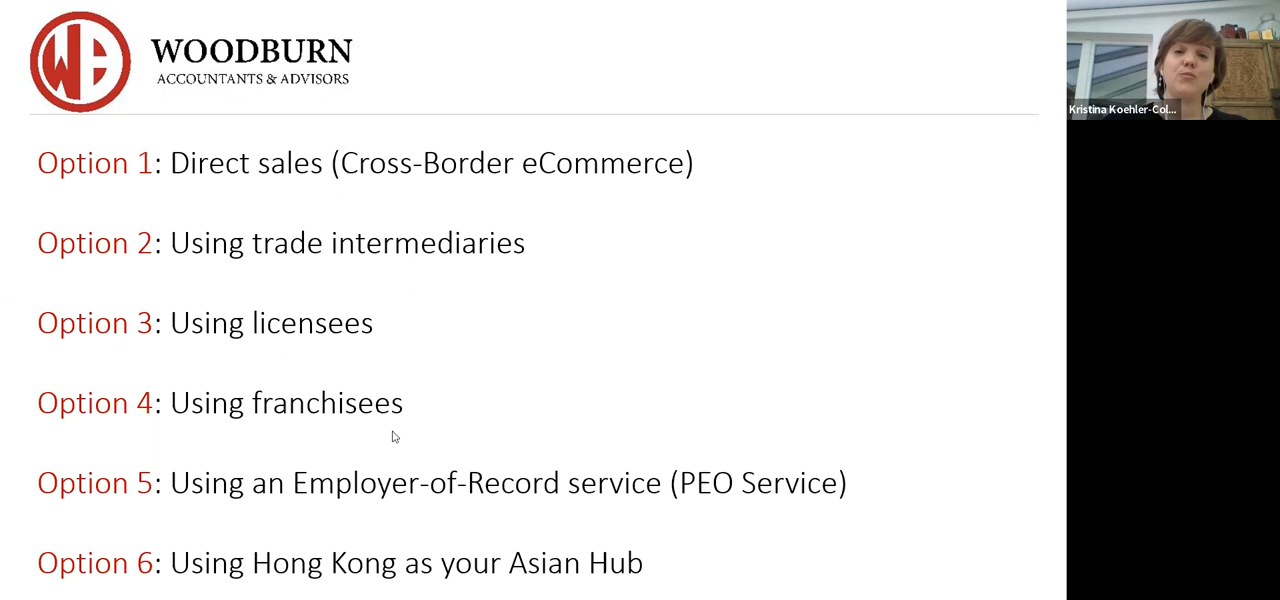 WB
WOODBURN
ACCOUNTANTS & ADVISORS
Kristina Koehler-Col...
Option 1: Direct sales (Cross-Border eCommerce)
Option 2: Using trade intermediaries
Option 3: Using licensees
Option 4: Using franchisees
Option 5: Using an Employer-of-Record service (PEO Service)
Option 6: Using Hong Kong as your Asian Hub